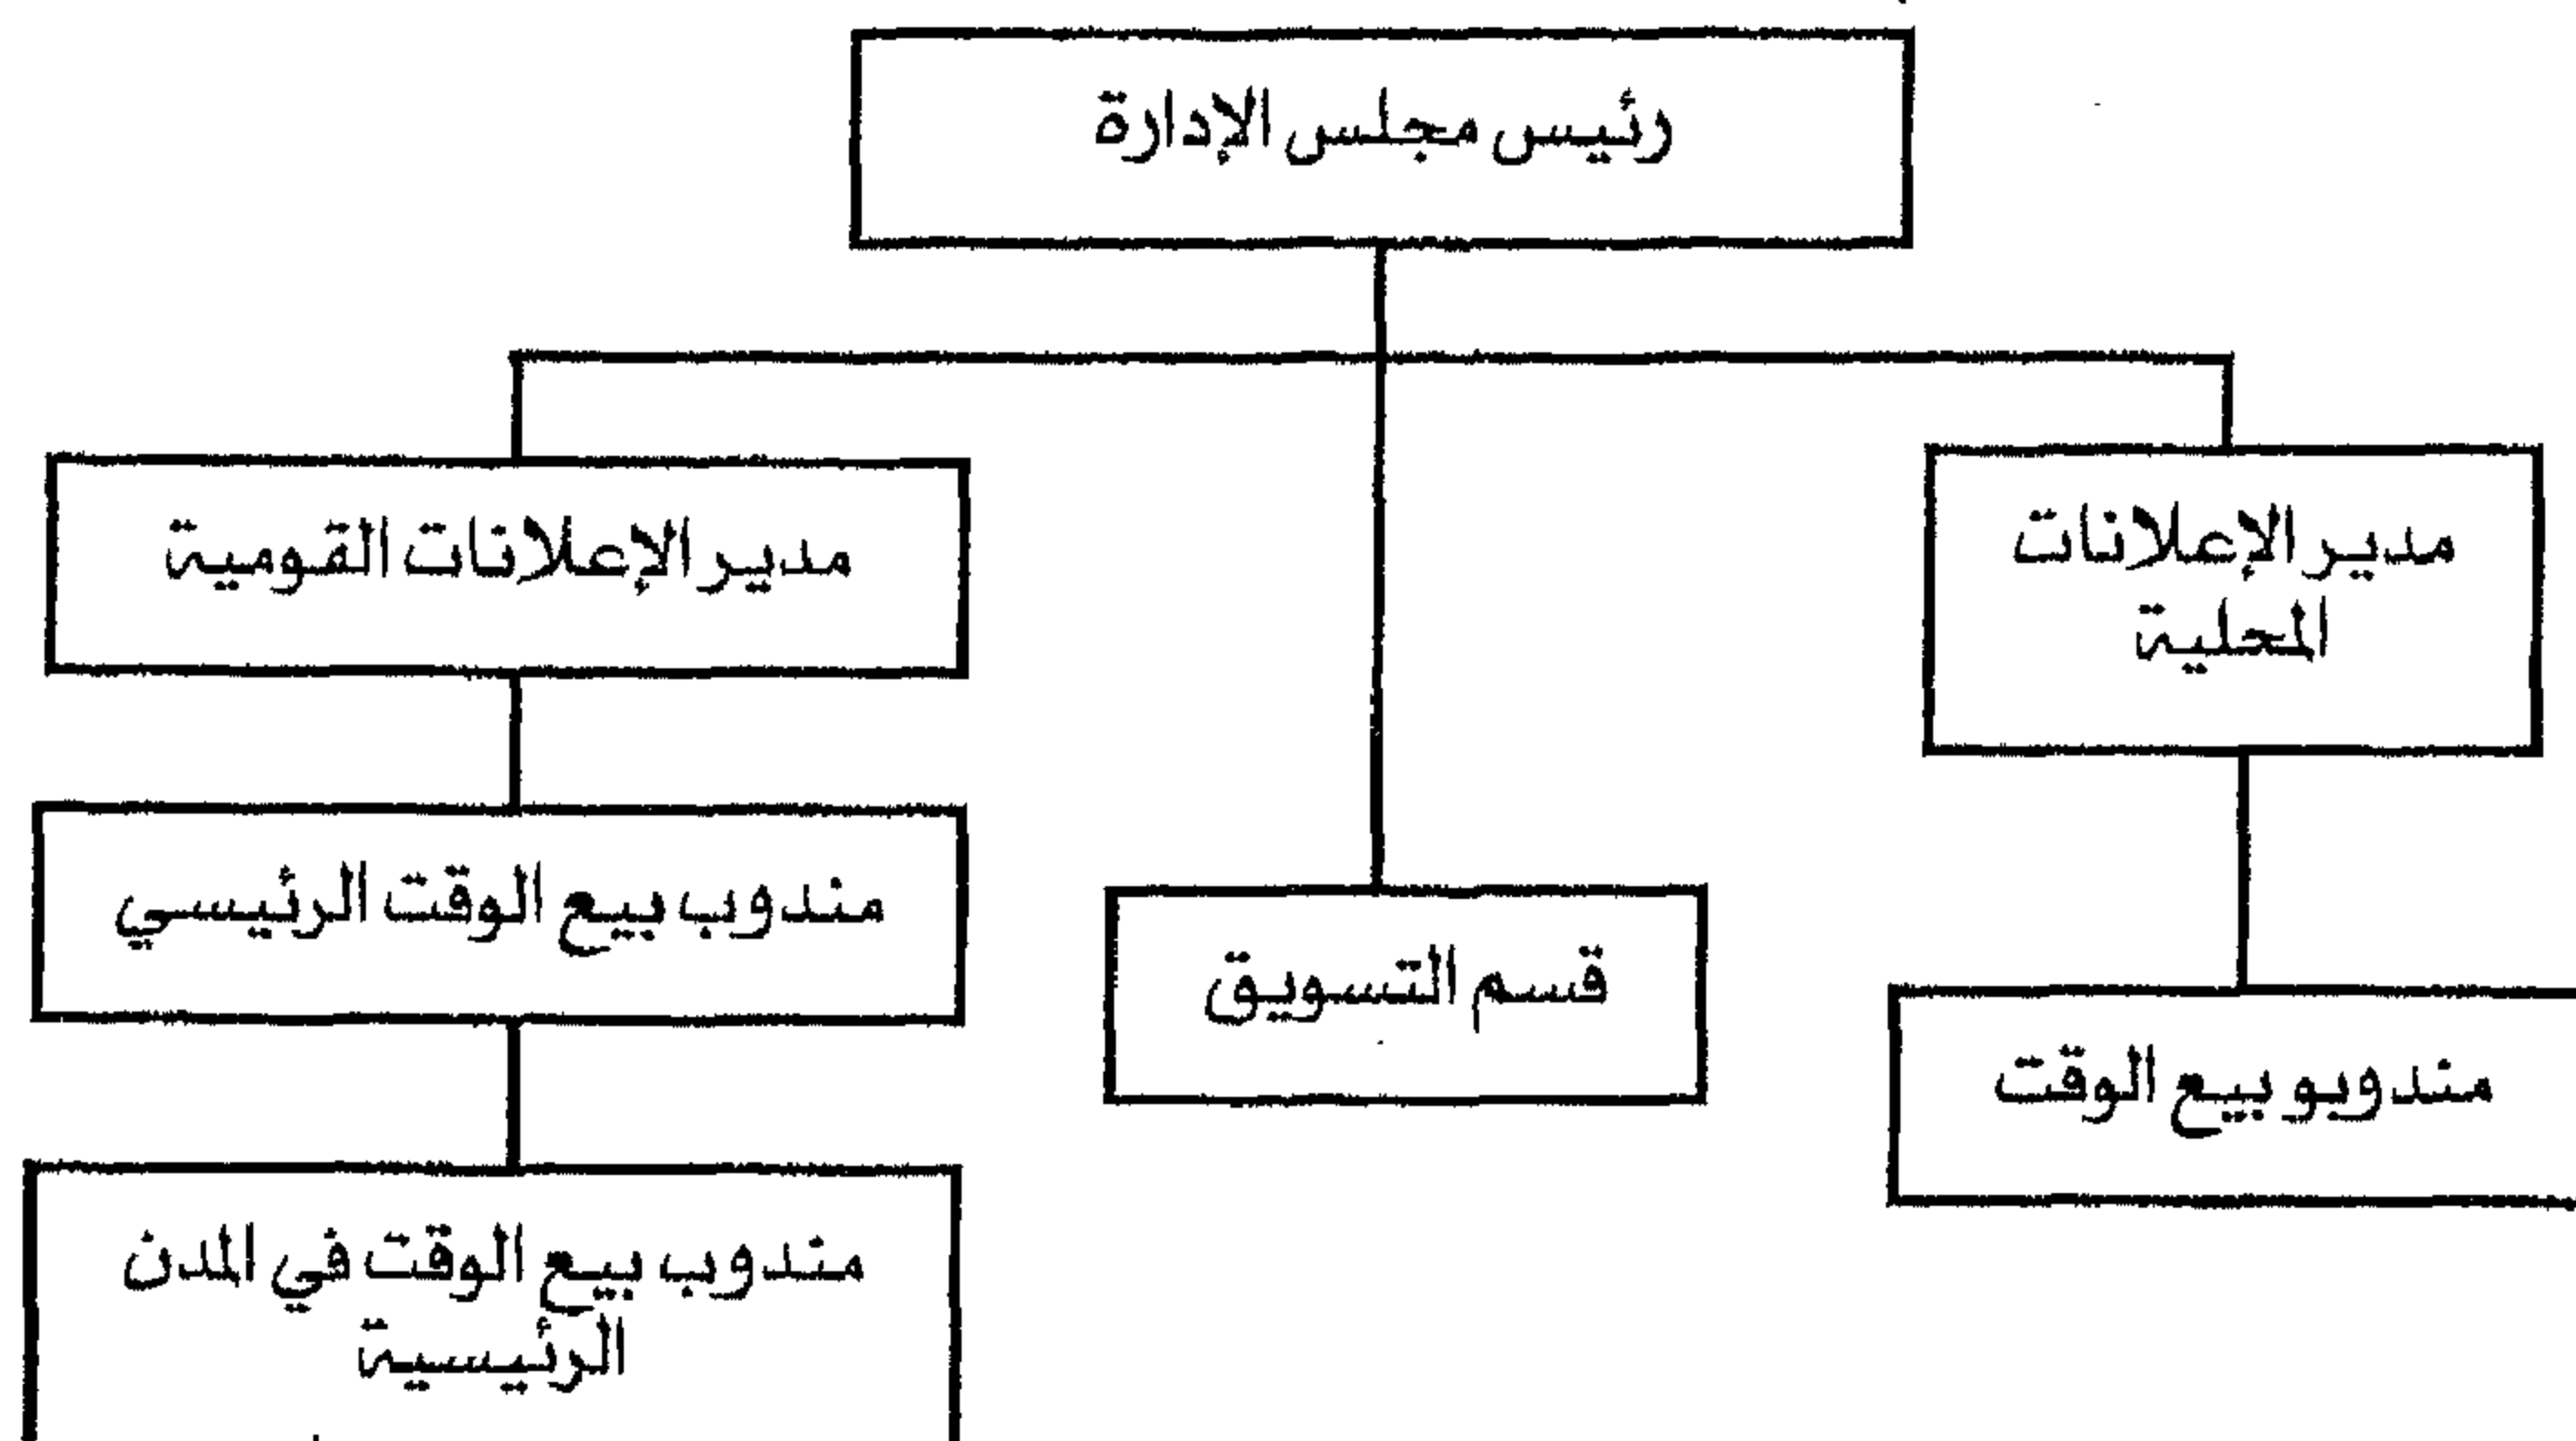 رئيس مجلس الإدارة
مدير الإعلانات
المحلية
مدير الإعلانات القومية
مندوب بيع الوقت الرئيسي
قسم التسويق
مندوبو بيع الوقت
مندوب بيع الوقت في المدن
الرئيسية